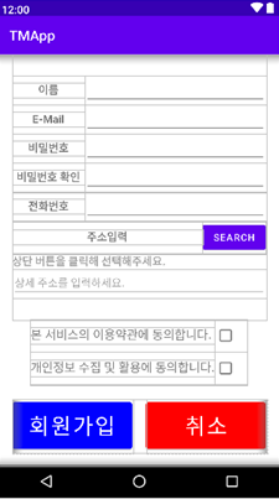 12:00
TMApp
이름
E-Mail
비밀번호
비밀번호 확인
전화번호
주소입력 SEARCH
상단 버튼을 클릭해 선택해주세요.
상세 주소를 입력하세요.
본 서비스의 이용약관에 동의합니다.
개인정보 수집 및 활용에 동의합니다.
회원가입 취소